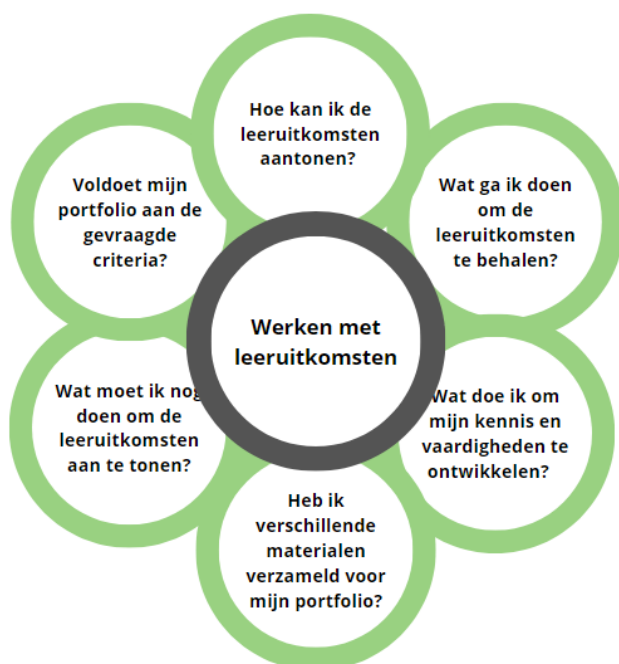 Hoe kan ik de
leeruitkomsten
aantonen?
Wat ga ik doen
om de
leeruitkomsten
te behalen?
Wat doe ik om
mijn kennis en
vaardigheden te
ontwikkelen?
Heb ik
verschillende
materialen
verzameld voor
mijn portfolio?
Wat moet ik nog
doen om de
leeruitkomsten
aan te tonen?
Voldoet mijn
portfolio aan de
gevraagde
criteria?
Werken met
leeruitkomsten